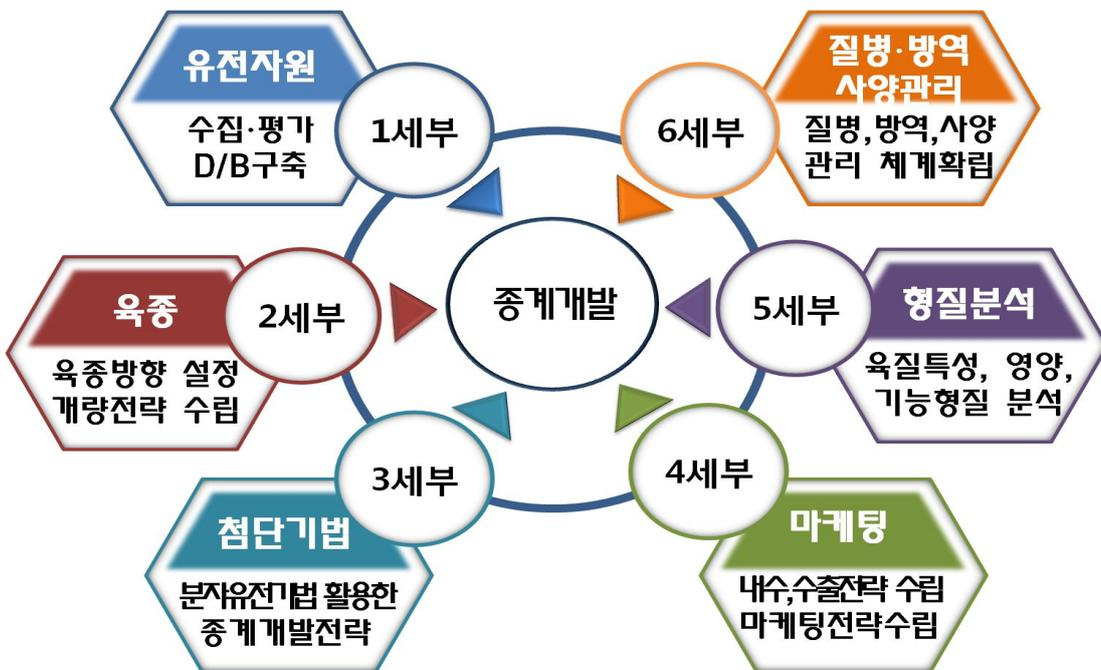 유전자원
수집·평가
D/B구축
1세부
질병·방역
사양관리
질병,방역,사양
관리 체계확립
6세부
육종
육종방향 설정
개량전략 수립
2세부
종계개발
5세부
형질분석
육질특성, 영양,
기능형질 분석
3세부
첨단기법
분자유전기법 활용한
종계개발전략
4세부
마케팅
내수,수출전략 수립
마케팅전략수립